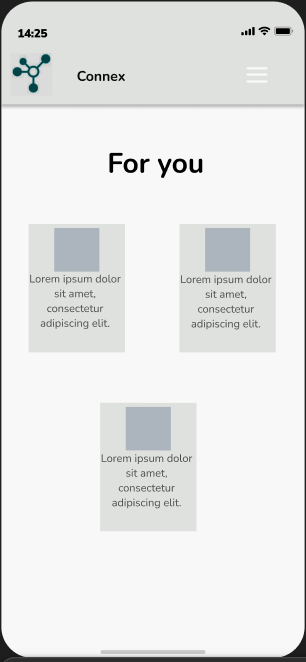 14:25
Connex
For you
Lorem ipsum dolor
sit amet,
consectetur
adipiscing elit.
Lorem ipsum dolor
sit amet,
consectetur
adipiscing elit.
Lorem ipsum dolor
sit amet,
consectetur
adipiscing elit.